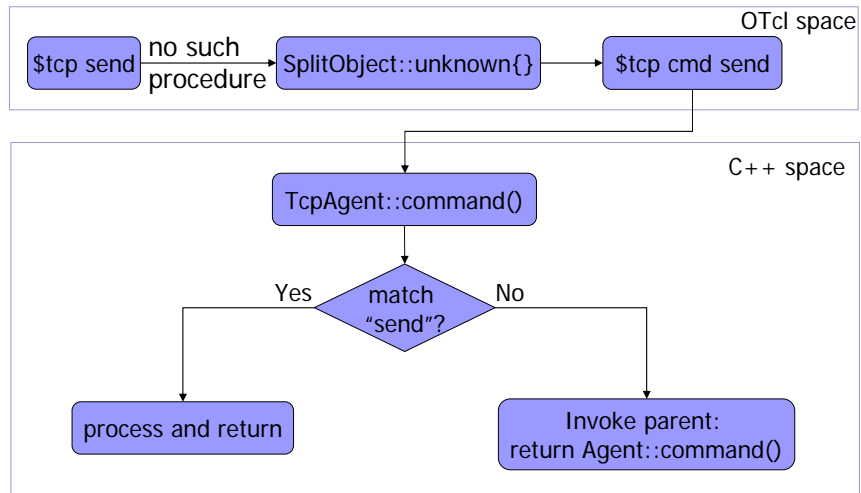 OTcl space
$tcp send
no such
procedure
SplitObject::unknown{}
$tcp cmd send
C++ space
TcpAgent::command()
match
“send”?
Yes
No
process and return
Invoke parent:
return Agent::command()